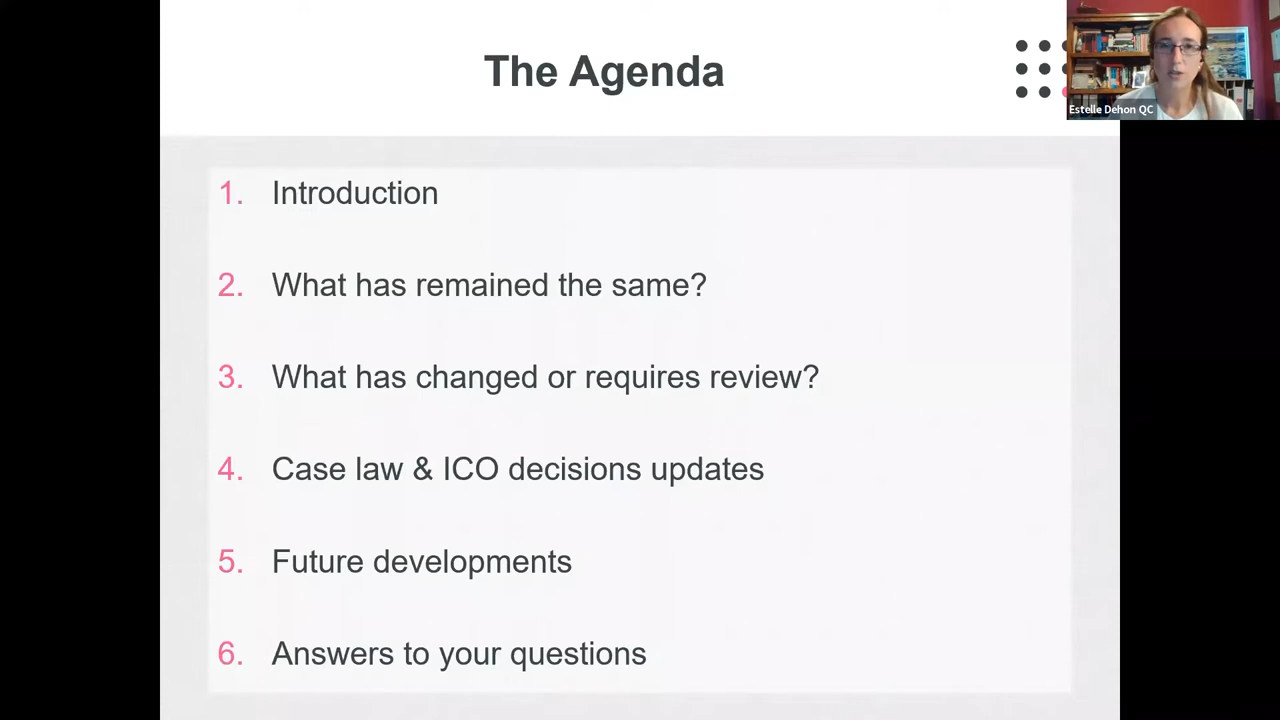 The Agenda
Estelle Dehon QC
1. Introduction
2. What has remained the same?
3. What has changed or requires review?
4. Case law & ICO decisions updates
5. Future developments
6. Answers to your questions